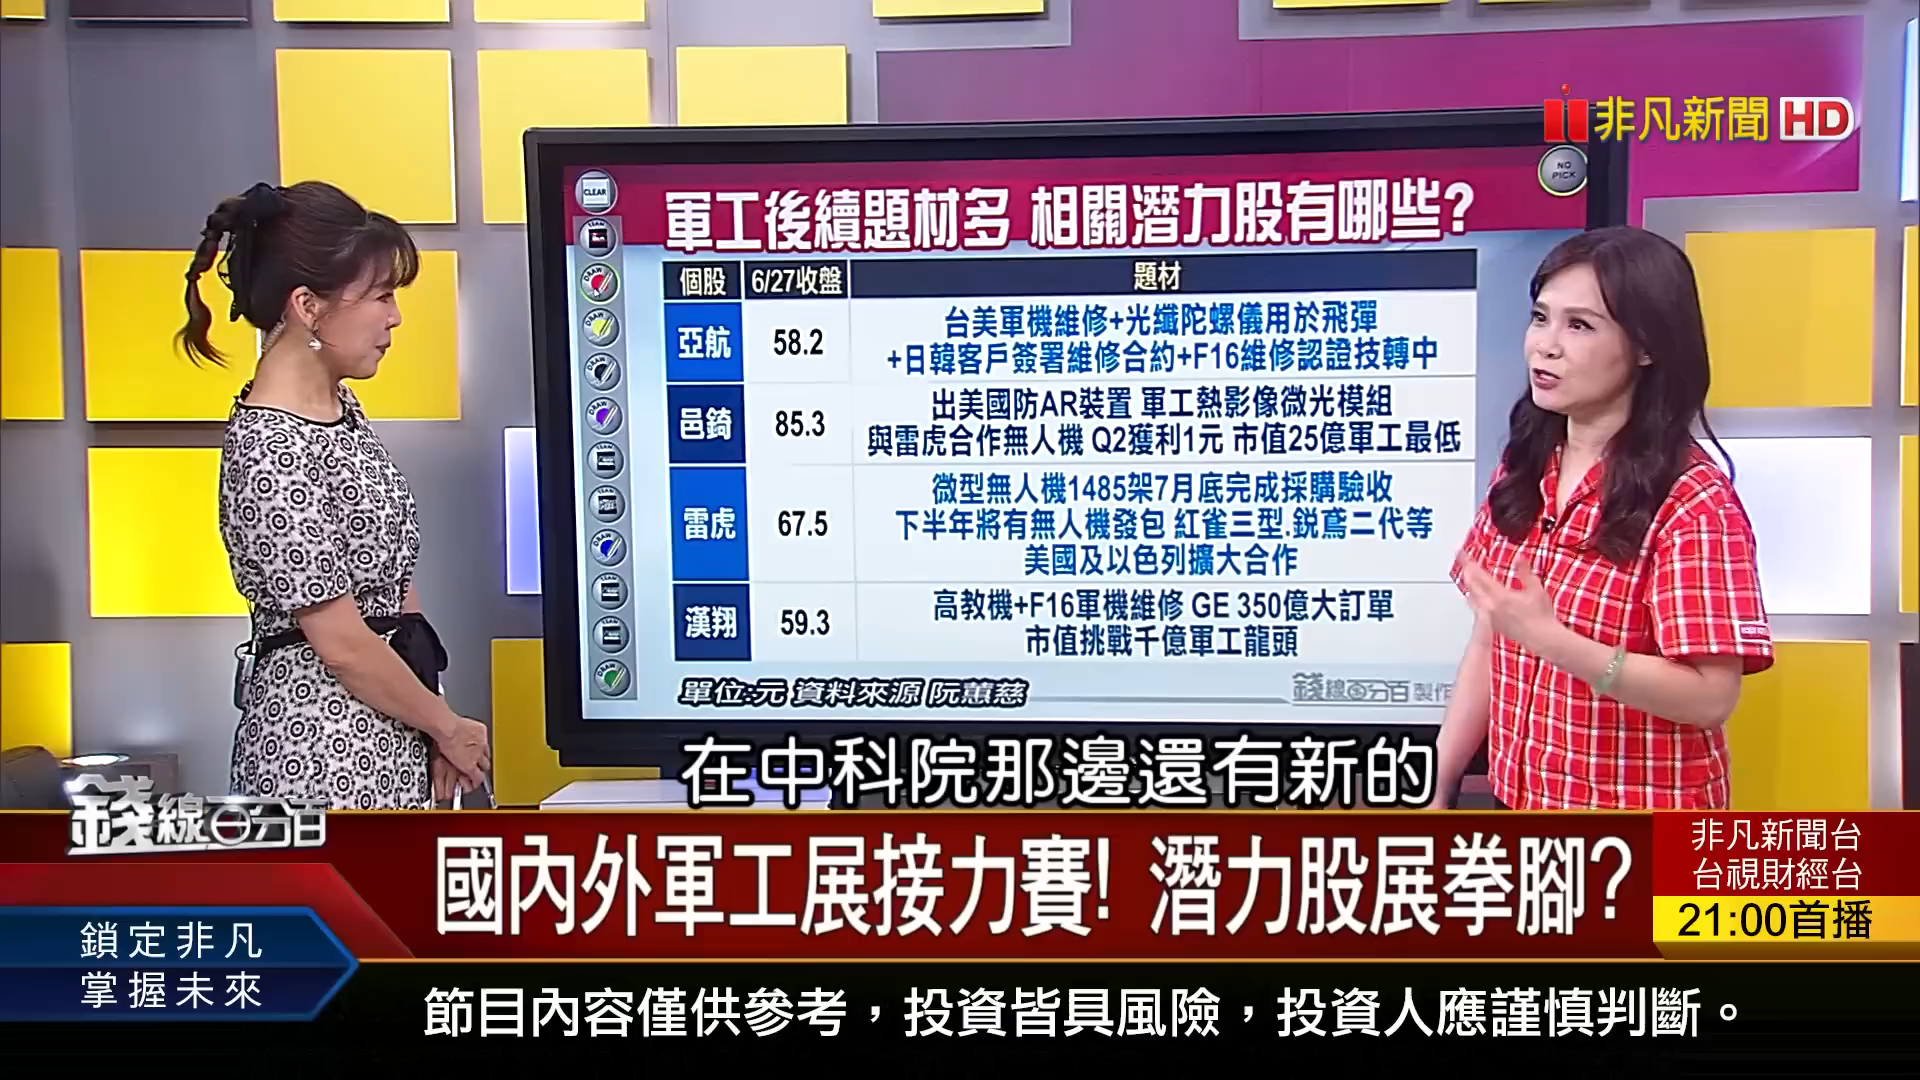 非凡新聞 HD
NO PICK
CLEAR
軍工後續題材多 相關潛力股有哪些?
個股 6/27收盤 題材
亞航 58.2 台美軍機維修+光纖陀螺儀用於飛彈
+日韓客戶簽署維修合約+F16維修認證技轉中
邑錡 85.3 出美國防AR裝置 軍工熱影像微光模組
與雷虎合作無人機 Q2獲利1元 市值25億軍工最低
雷虎 67.5 微型無人機1485架7月底完成採購驗收
下半年將有無人機發包 紅雀三型.銳鳶二代等
美國及以色列擴大合作
漢翔 59.3 高教機+F16軍機維修 GE 350億大訂單
市值挑戰千億軍工龍頭
單位:元 資料來源 阮蕙慈
錢線百分百 製作
在中科院那邊還有新的
錢線百分百
國內外軍工展接力賽! 潛力股展拳腳?
非凡新聞台
台視財經台
21:00首播
鎖定非凡
掌握未來
節目內容僅供參考，投資皆具風險，投資人應謹慎判斷。